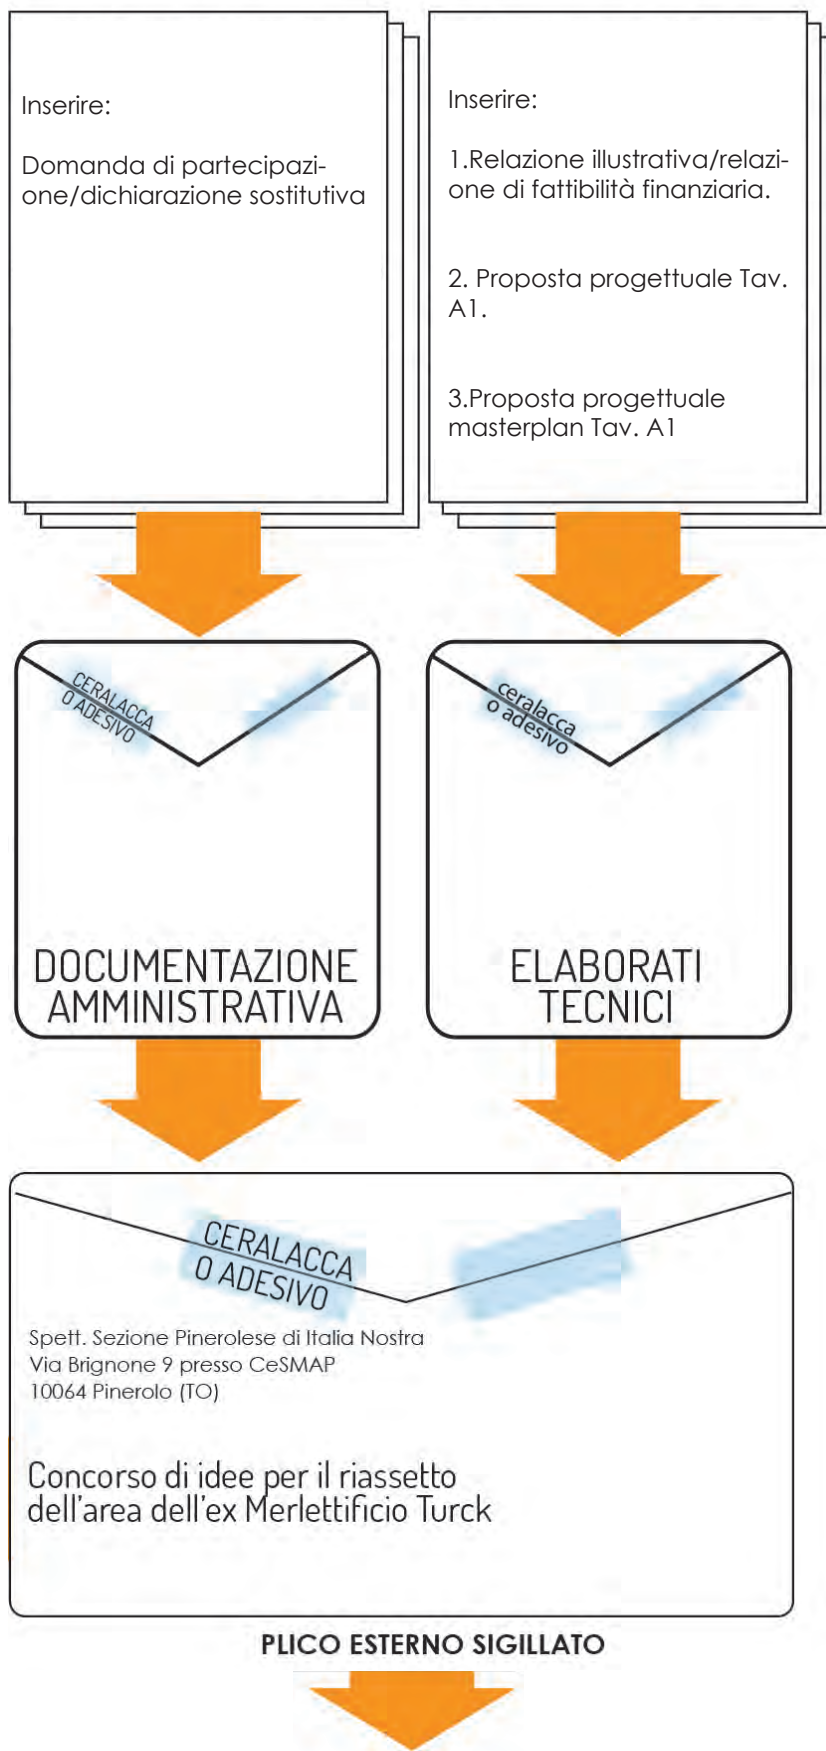 Inserire:
Domanda di partecipazi-
one/dichiarazione sostitutiva
Inserire:
1.Relazione illustrativa/relazi-
one di fattibilità finanziaria.
2. Proposta progettuale Tav.
A1.
3.Proposta progettuale
masterplan Tav. A1
CERALACCA
O ADESIVO
DOCUMENTAZIONE
AMMINISTRATIVA
ceralacca
o adesivo
ELABORATI
TECNICI
CERALACCA
O ADESIVO
Spett. Sezione Pinerolese di Italia Nostra
Via Brignone 9 presso CeSMAP
10064 Pinerolo (TO)
Concorso di idee per il riassetto
dell'area dell'ex Merlettificio Turck
PLICO ESTERNO SIGILLATO